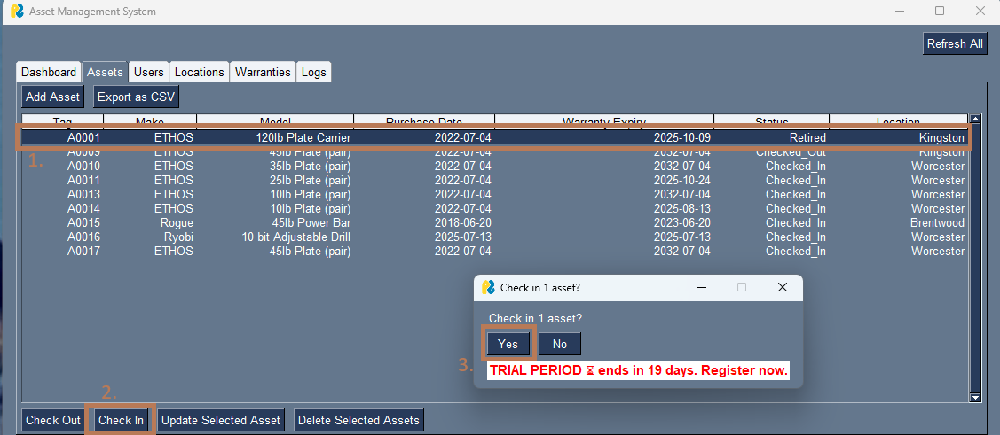 Asset Management System
Refresh All
Dashboard Assets Users Locations Warranties Logs
Add Asset Export as CSV
Tag Make Model Purchase Date Warranty Expiry Status Location
A0001 ETHOS 120lb Plate Carrier 2022-07-04 2025-10-09 Retired Kingston
1.
A0009 ETHOS 45lb Plate (pair) 2022-07-04 2032-07-04 Checked_Out Kingston
A0010 ETHOS 35lb Plate (pair) 2022-07-04 2032-07-04 Checked_In Worcester
A0011 ETHOS 25lb Plate (pair) 2022-07-04 2025-10-24 Checked_In Worcester
A0013 ETHOS 10lb Plate (pair) 2022-07-04 2032-07-04 Checked_In Worcester
A0014 ETHOS 10lb Plate (pair) 2022-07-04 2025-08-13 Checked_In Worcester
A0015 Rogue 45lb Power Bar 2018-06-20 2023-06-20 Checked_In Brentwood
A0016 Ryobi 10 bit Adjustable Drill 2025-07-13 2025-07-13 Checked_In Worcester
A0017 ETHOS 45lb Plate (pair) 2022-07-04 2032-07-04 Checked_In Worcester
Check in 1 asset?
Check in 1 asset?
Yes No
3.
TRIAL PERIOD ⌛ ends in 19 days. Register now.
2.
Check Out Check In Update Selected Asset Delete Selected Assets